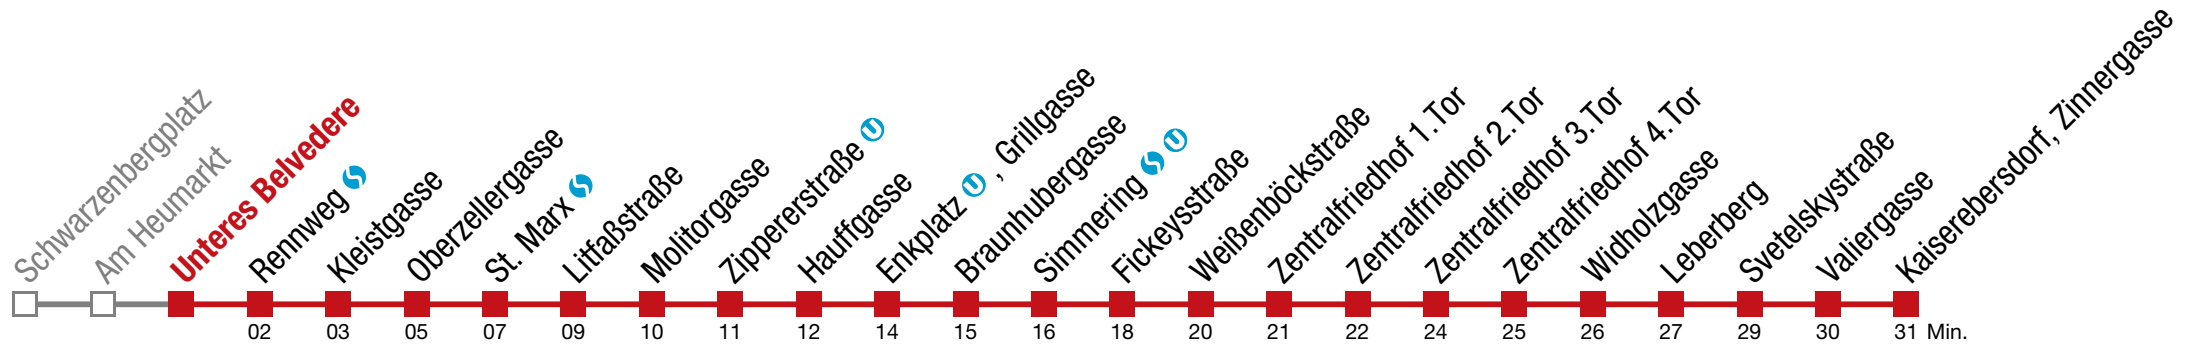 Schwarzenbergplatz
Am Heumarkt
Unteres Belvedere
Rennweg S
Kleistgasse
Oberzellergasse
St. Marx S
Litfaßstraße
Molitorgasse
Zippererstraße U
Hauffgasse
Enkplatz U, Grillgasse
Braunhubergasse
Simmering S U
Fickeysstraße
Weißenböckstraße
Zentralfriedhof 1.Tor
Zentralfriedhof 2.Tor
Zentralfriedhof 3.Tor
Zentralfriedhof 4.Tor
Widholzgasse
Leberberg
Svetelskystraße
Valiergasse
Kaiserebersdorf, Zinnergasse
02 03 05 07 09 10 11 12 14 15 16 18 20 21 22 24 25 26 27 29 30 31 Min.